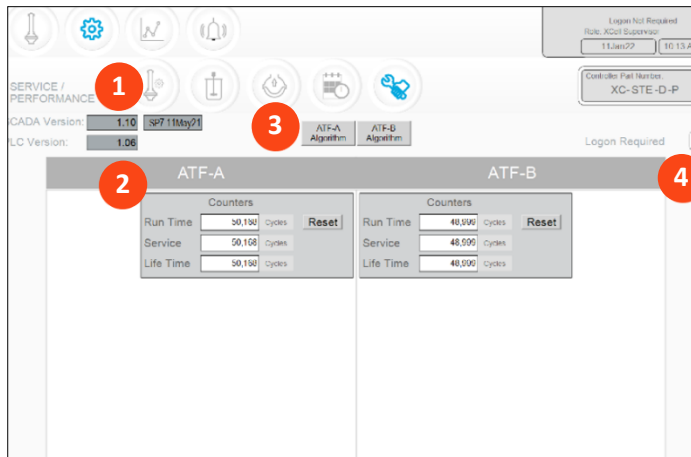 Logon Not Required
Role, XCell Supervisor
11Jan22
10:13 A
1
SERVICE /
PERFORMANCE
Controller Part Number.
XC-STE-D-P
SCADA Version: 1.10 SP7 11May21
3
ATF-A
Algorithm
ATF-B
Algorithm
LC Version: 1.06
Logon Required
2
ATF-A
ATF-B
4
Counters
Run Time 50,168 Cycles Reset
Service 50,168 Cycles
Life Time 50,168 Cycles
Counters
Run Time 48,999 Cycles Reset
Service 48,999 Cycles
Life Time 48,999 Cycles